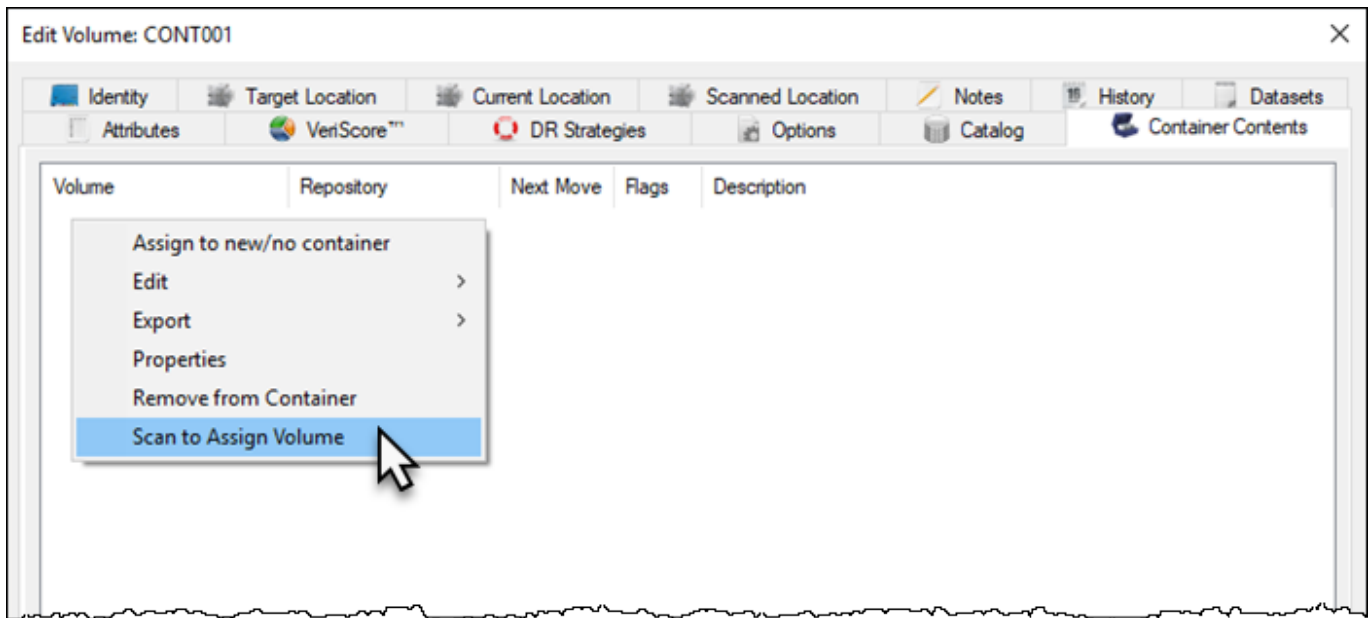 Edit Volume: CONT001
Identity Target Location Current Location Scanned Location Notes History Datasets
Attributes VeriScore™ DR Strategies Options Catalog Container Contents
Volume Repository Next Move Flags Description
Assign to new/no container
Edit
Export
Properties
Remove from Container
Scan to Assign Volume